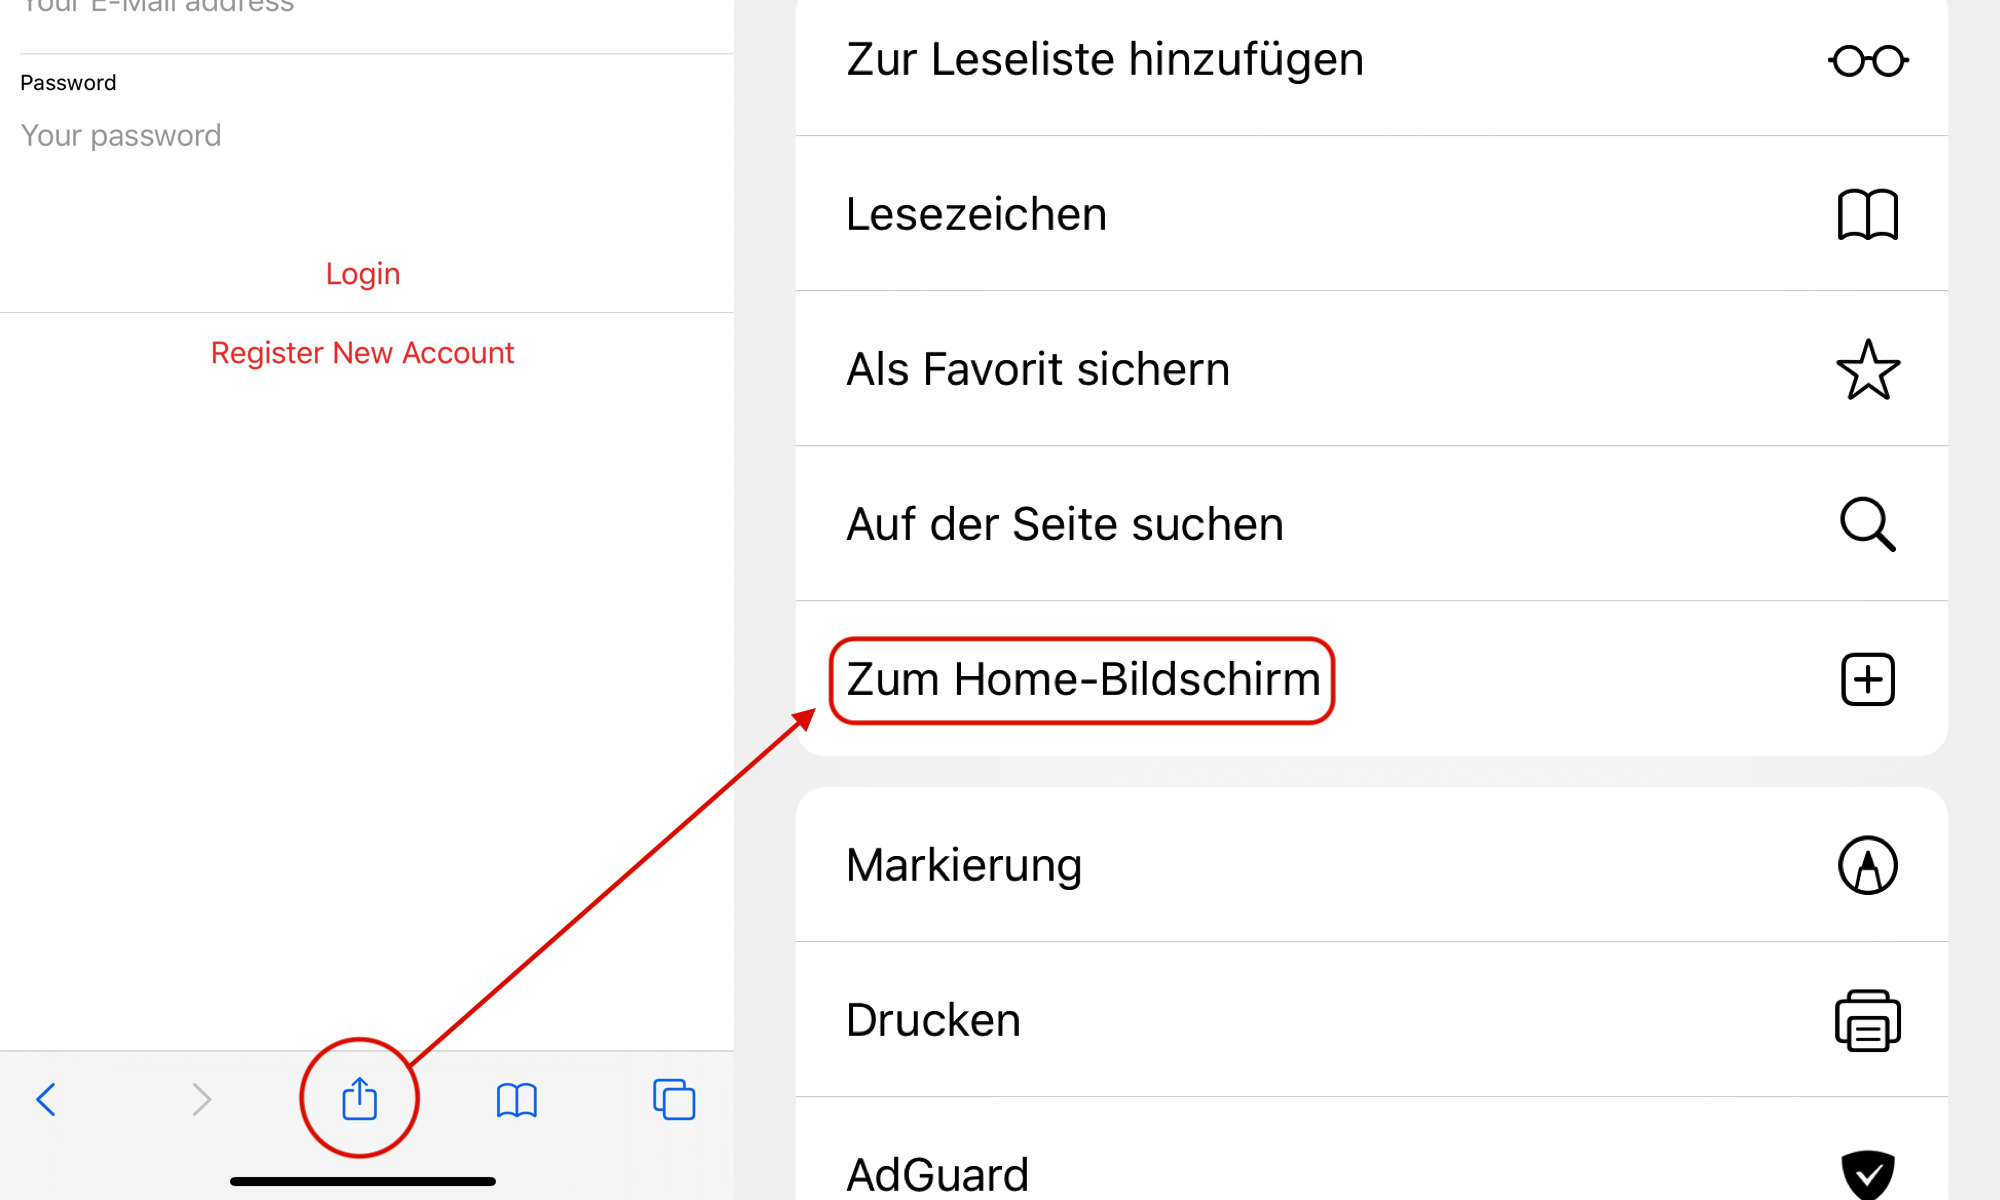 Your E-Mail address
Password
Your password
Login
Register New Account
Zur Leseliste hinzufügen
Lesezeichen
Als Favorit sichern
Auf der Seite suchen
Zum Home-Bildschirm
Markierung
Drucken
AdGuard